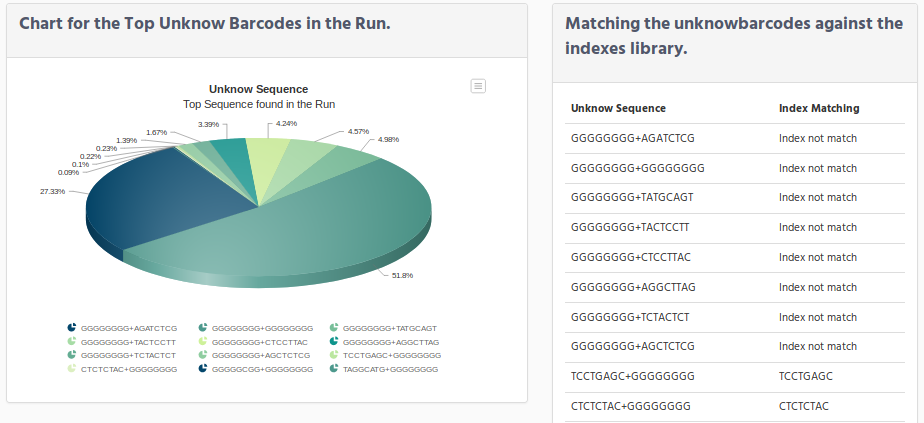 Chart for the Top Unknow Barcodes in the Run.
Unknow Sequence
Top Sequence found in the Run
4.24%
3.39%
4.57%
1.67%
4.98%
1.39%
0.23%
0.22%
0.1%
0.09%
27.33%
51.8%
GGGGGGGG+AGATCTCG GGGGGGGG+GGGGGGGG GGGGGGGG+TATGCAGT
GGGGGGGG+TACTCCTT GGGGGGGG+CTCCTTAC GGGGGGGG+AGGCTTAG
GGGGGGGG+TCTACTCT GGGGGGGG+AGCTCTCG TCCTGAGC+GGGGGGGG
CTCTCTAC+GGGGGGGG GGGGGCGG+GGGGGGGG TAGGCATG+GGGGGGGG
Matching the unknowbarcodes against the
indexes library.
Unknow Sequence Index Matching
GGGGGGGG+AGATCTCG Index not match
GGGGGGGG+GGGGGGGG Index not match
GGGGGGGG+TATGCAGT Index not match
GGGGGGGG+TACTCCTT Index not match
GGGGGGGG+CTCCTTAC Index not match
GGGGGGGG+AGGCTTAG Index not match
GGGGGGGG+TCTACTCT Index not match
GGGGGGGG+AGCTCTCG Index not match
TCCTGAGC+GGGGGGGG TCCTGAGC
CTCTCTAC+GGGGGGGG CTCTCTAC